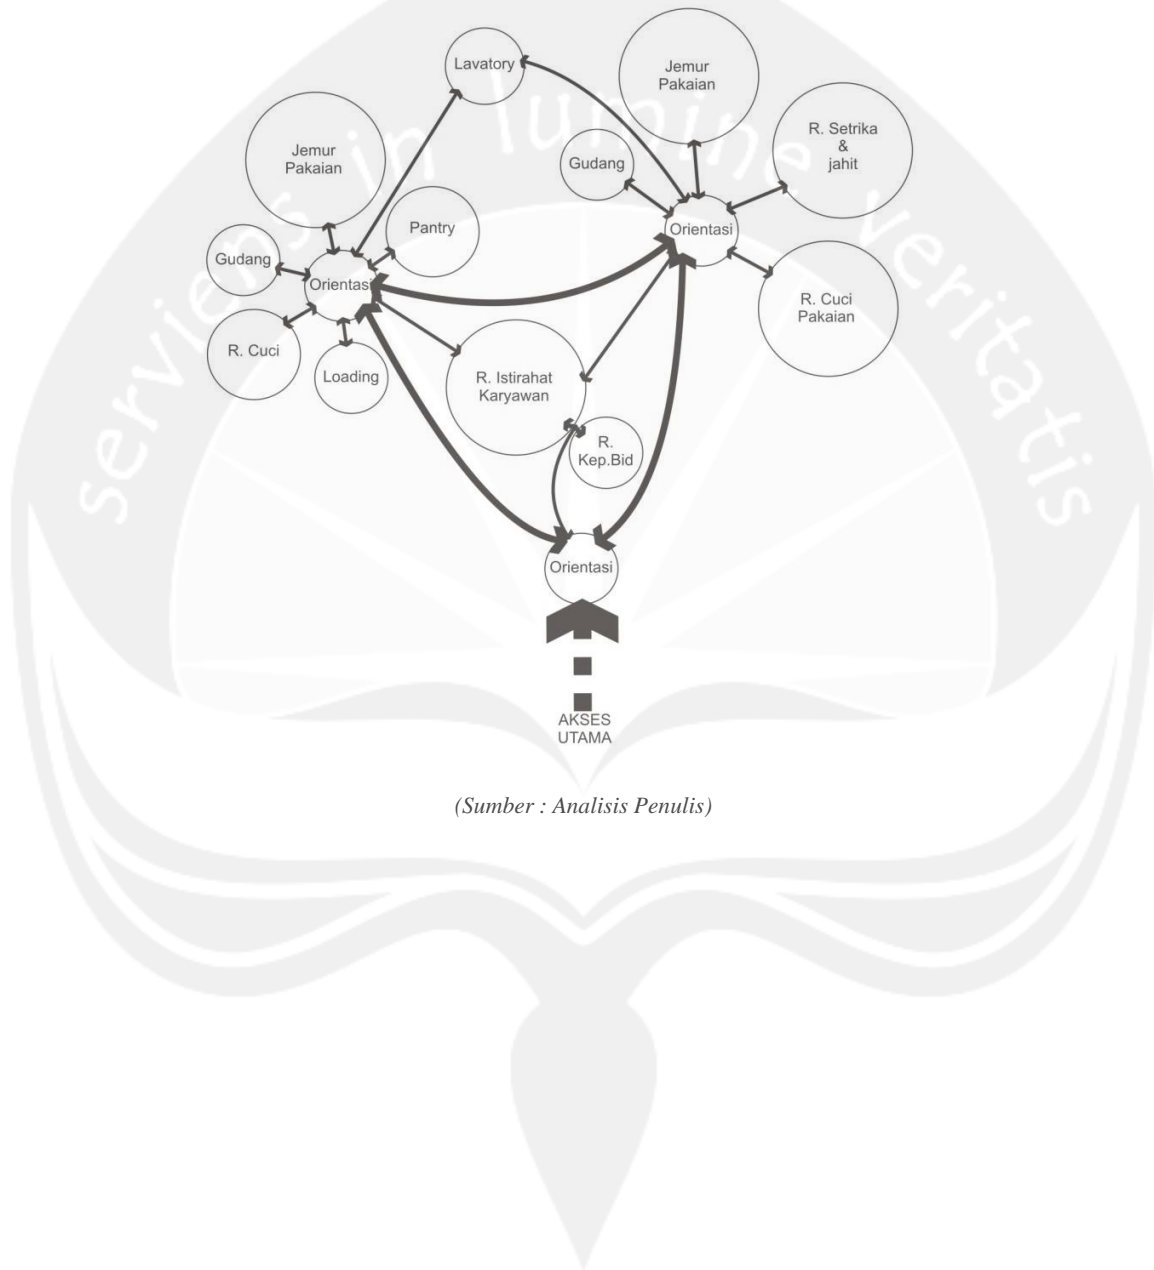 Lavatory
Jemur
Pakaian
R. Setrika
&
jahit
Jemur
Pakaian
Gudang
Pantry
Orientasi
Gudang
Orientasi
R. Cuci
Pakaian
R. Cuci
Loading
R. Istirahat
Karyawan
R.
Kep.Bid
Orientasi
AKSES
UTAMA
(Sumber : Analisis Penulis)
serviens in lumine veritatis